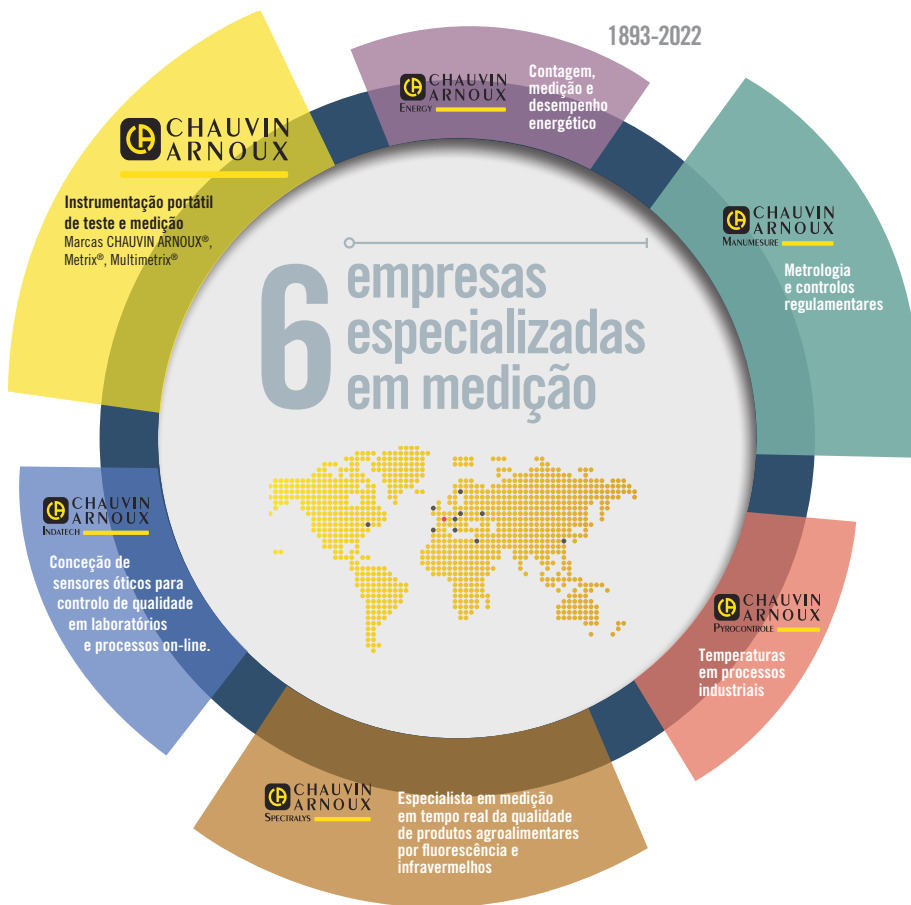 1893-2022
CHAUVIN
ARNOUX
ENERGY
Contagem,
medição e
desempenho
energético
CHAUVIN
ARNOUX
Instrumentação portátil
de teste e medição
Marcas CHAUVIN ARNOUX®,
Metrix®, Multimetrix®
CHAUVIN
ARNOUX
MANUMESURE
Metrologia
e controlos
regulamentares
6 empresas
especializadas
em medição
CHAUVIN
ARNOUX
INDATECH
Conceção de
sensores óticos para
controlo de qualidade
em laboratórios
e processos on-line.
CHAUVIN
ARNOUX
PYROCONTROLE
Temperaturas
em processos
industriais
CHAUVIN
ARNOUX
SPECTRALYS
Especialista em medição
em tempo real da qualidade
de produtos agroalimentares
por fluorescência e
infravermelhos